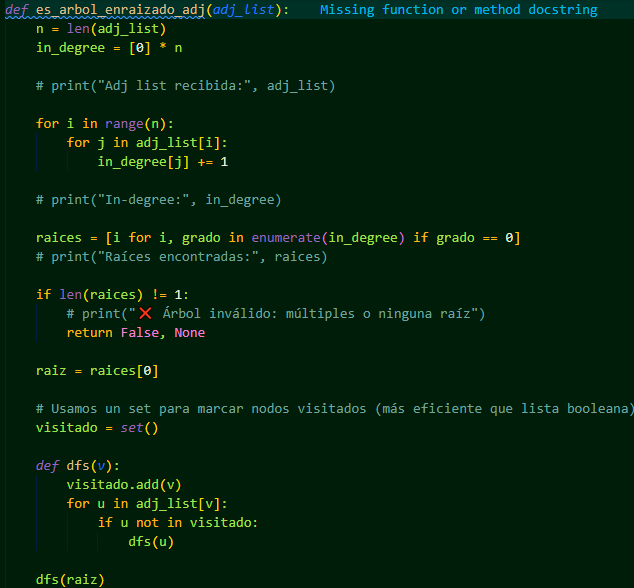 def es_arbol_enraizado_adj(adj_list):    Missing function or method docstring
    n = len(adj_list)
    in_degree = [0] * n

    # print("Adj list recibida:", adj_list)

    for i in range(n):
        for j in adj_list[i]:
            in_degree[j] += 1

    # print("In-degree:", in_degree)

    raices = [i for i, grado in enumerate(in_degree) if grado == 0]
    # print("Raíces encontradas:", raices)

    if len(raices) != 1:
        # print("❌ Árbol inválido: múltiples o ninguna raíz")
        return False, None

    raiz = raices[0]

    # Usamos un set para marcar nodos visitados (más eficiente que lista booleana)
    visitado = set()

    def dfs(v):
        visitado.add(v)
        for u in adj_list[v]:
            if u not in visitado:
                dfs(u)

    dfs(raiz)